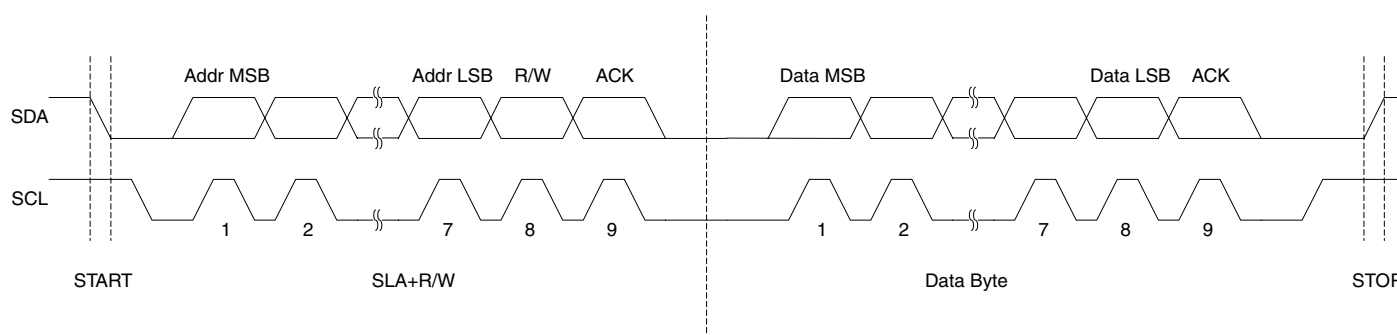 Addr MSB Addr LSB R/W ACK Data MSB Data LSB ACK
SDA
SCL
1 2 7 8 9 1 2 7 8 9
START SLA+R/W Data Byte STOP